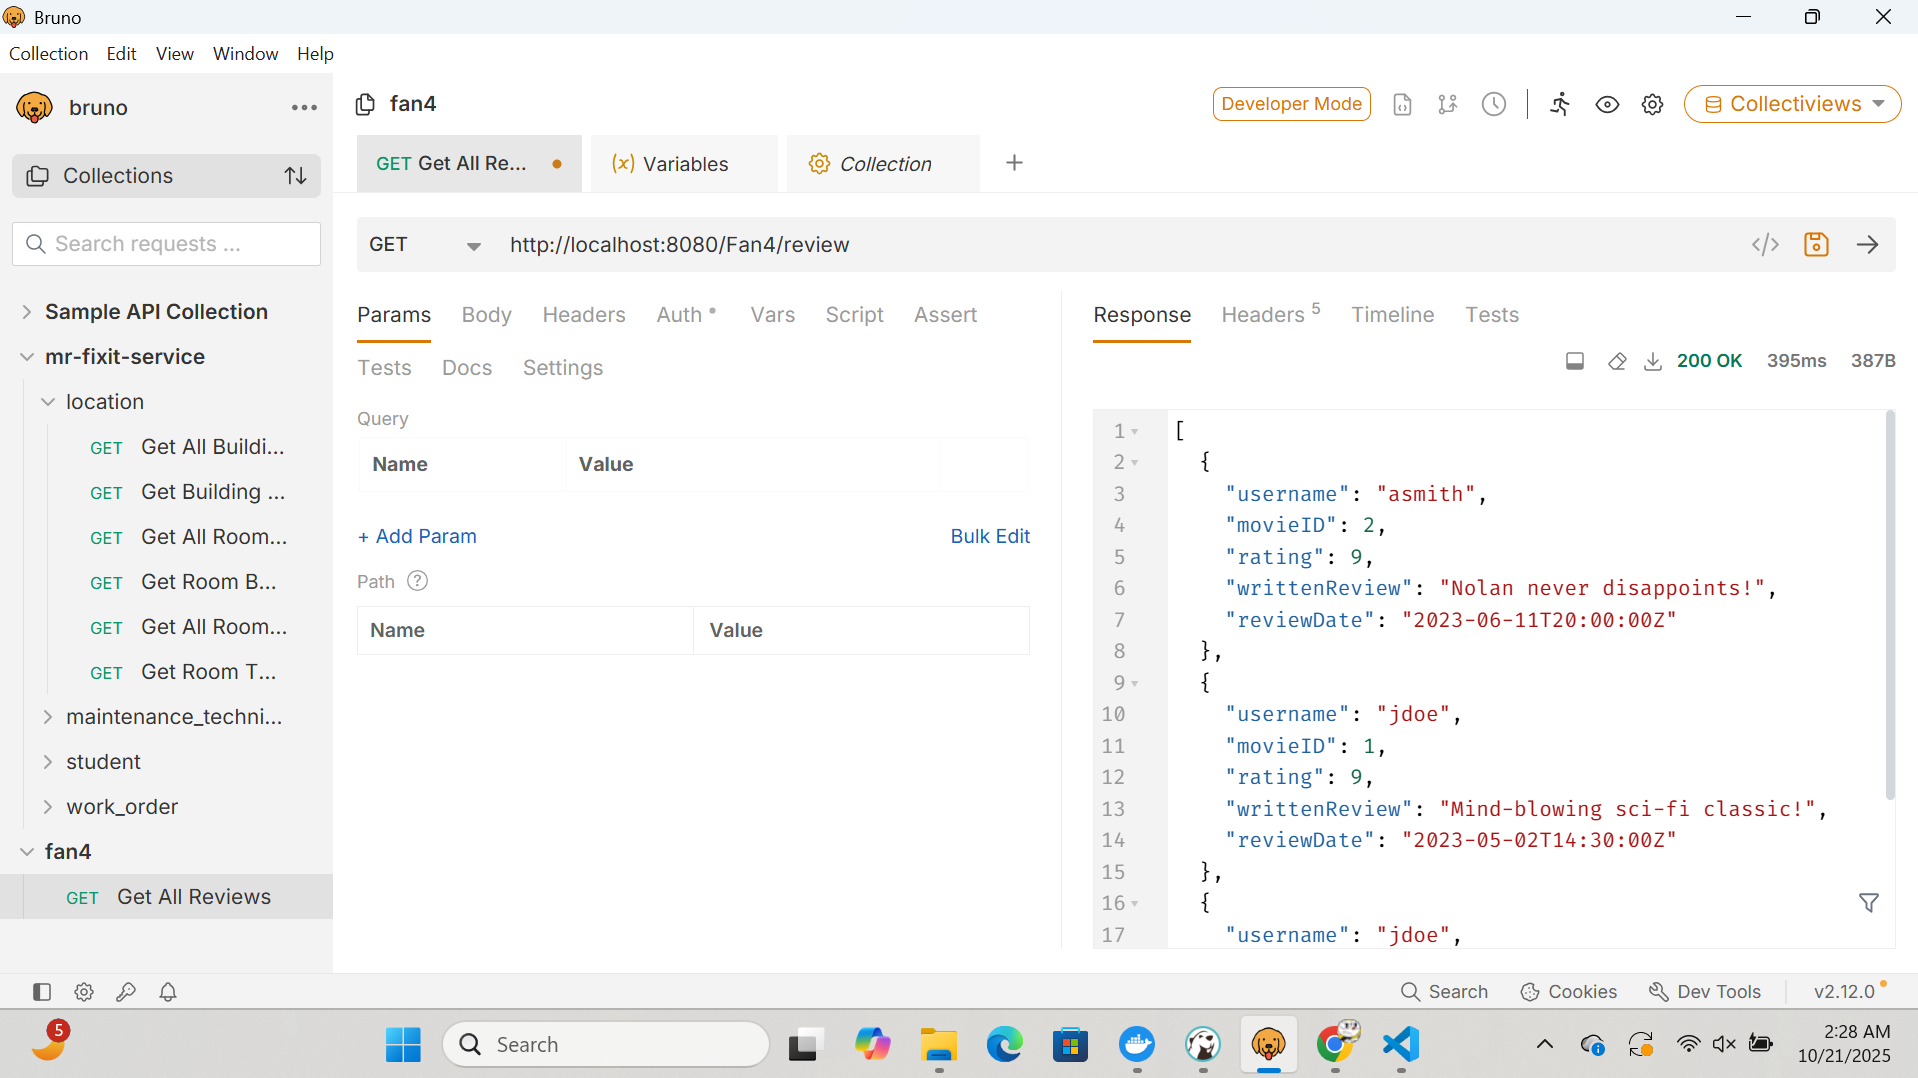 Bruno
Collection Edit View Window Help
bruno
Collections
Search requests ...
Sample API Collection
mr-fixit-service
location
GET Get All Buildi...
GET Get Building ...
GET Get All Room...
GET Get Room B...
GET Get All Room...
GET Get Room T...
maintenance_techni...
student
work_order
fan4
GET Get All Reviews
fan4
Developer Mode
Collectiviews
GET Get All Re...
(x) Variables
Collection
GET http://localhost:8080/Fan4/review
Params Body Headers Auth Vars Script Assert
Tests Docs Settings
Query
Name Value
+ Add Param Bulk Edit
Path ?
Name Value
Response Headers 5 Timeline Tests
200 OK 395ms 387B
1 [
2 {
3 "username": "asmith",
4 "movieID": 2,
5 "rating": 9,
6 "writtenReview": "Nolan never disappoints!",
7 "reviewDate": "2023-06-11T20:00:00Z"
8 },
9 {
10 "username": "jdoe",
11 "movieID": 1,
12 "rating": 9,
13 "writtenReview": "Mind-blowing sci-fi classic!",
14 "reviewDate": "2023-05-02T14:30:00Z"
15 },
16 {
17 "username": "jdoe",
Search Cookies Dev Tools v2.12.0
5
Search
2:28 AM
10/21/2025